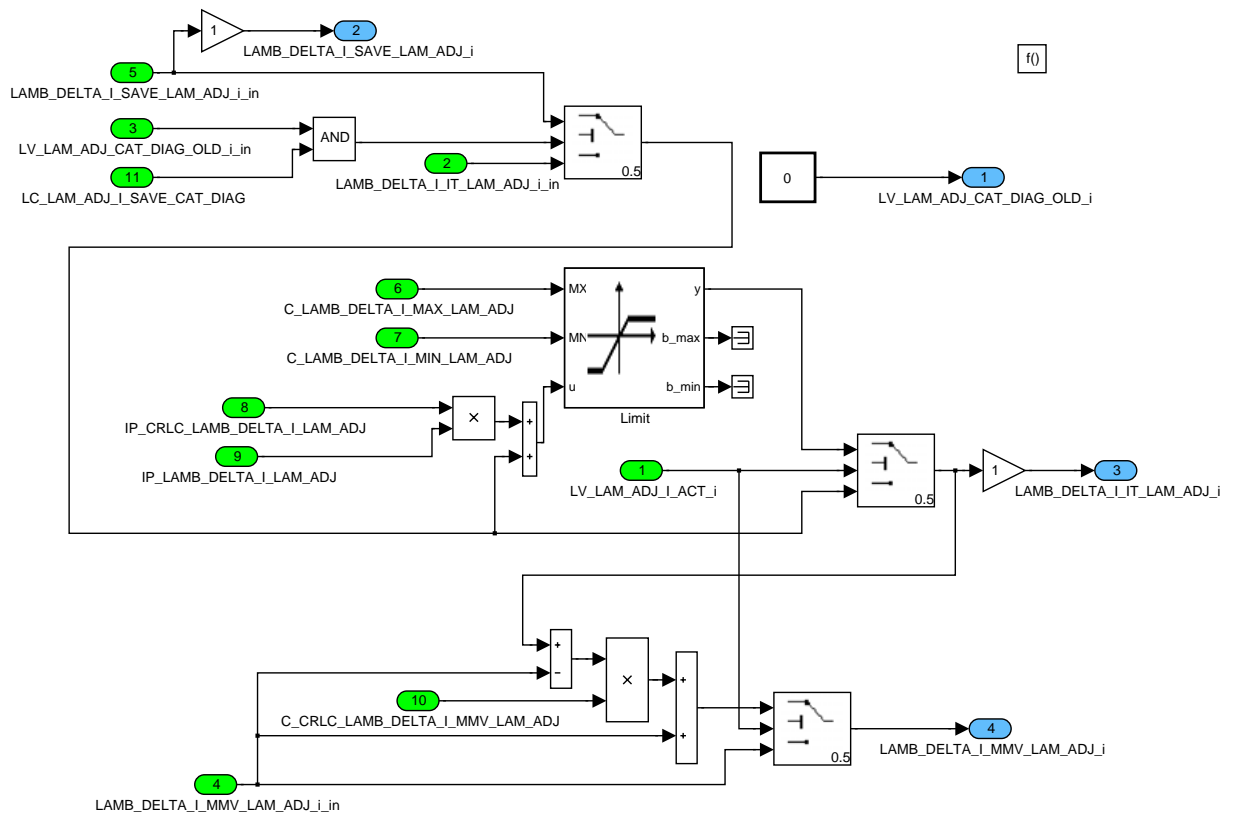 1
2
LAMB_DELTA_I_SAVE_LAM_ADJ_i
f()
5
LAMB_DELTA_I_SAVE_LAM_ADJ_i_in
3
LV_LAM_ADJ_CAT_DIAG_OLD_i_in
AND
11
LC_LAM_ADJ_I_SAVE_CAT_DIAG
2
LAMB_DELTA_I_IT_LAM_ADJ_i_in
0.5
0
1
LV_LAM_ADJ_CAT_DIAG_OLD_i
6
C_LAMB_DELTA_I_MAX_LAM_ADJ
7
C_LAMB_DELTA_I_MIN_LAM_ADJ
MX
MN
u
y
b_max
b_min
Limit
8
IP_CRLC_LAMB_DELTA_I_LAM_ADJ
9
IP_LAMB_DELTA_I_LAM_ADJ
×
+
+
1
LV_LAM_ADJ_I_ACT_i
0.5
1
3
LAMB_DELTA_I_IT_LAM_ADJ_i
+
−
×
10
C_CRLC_LAMB_DELTA_I_MMV_LAM_ADJ
+
+
0.5
4
LAMB_DELTA_I_MMV_LAM_ADJ_i
4
LAMB_DELTA_I_MMV_LAM_ADJ_i_in